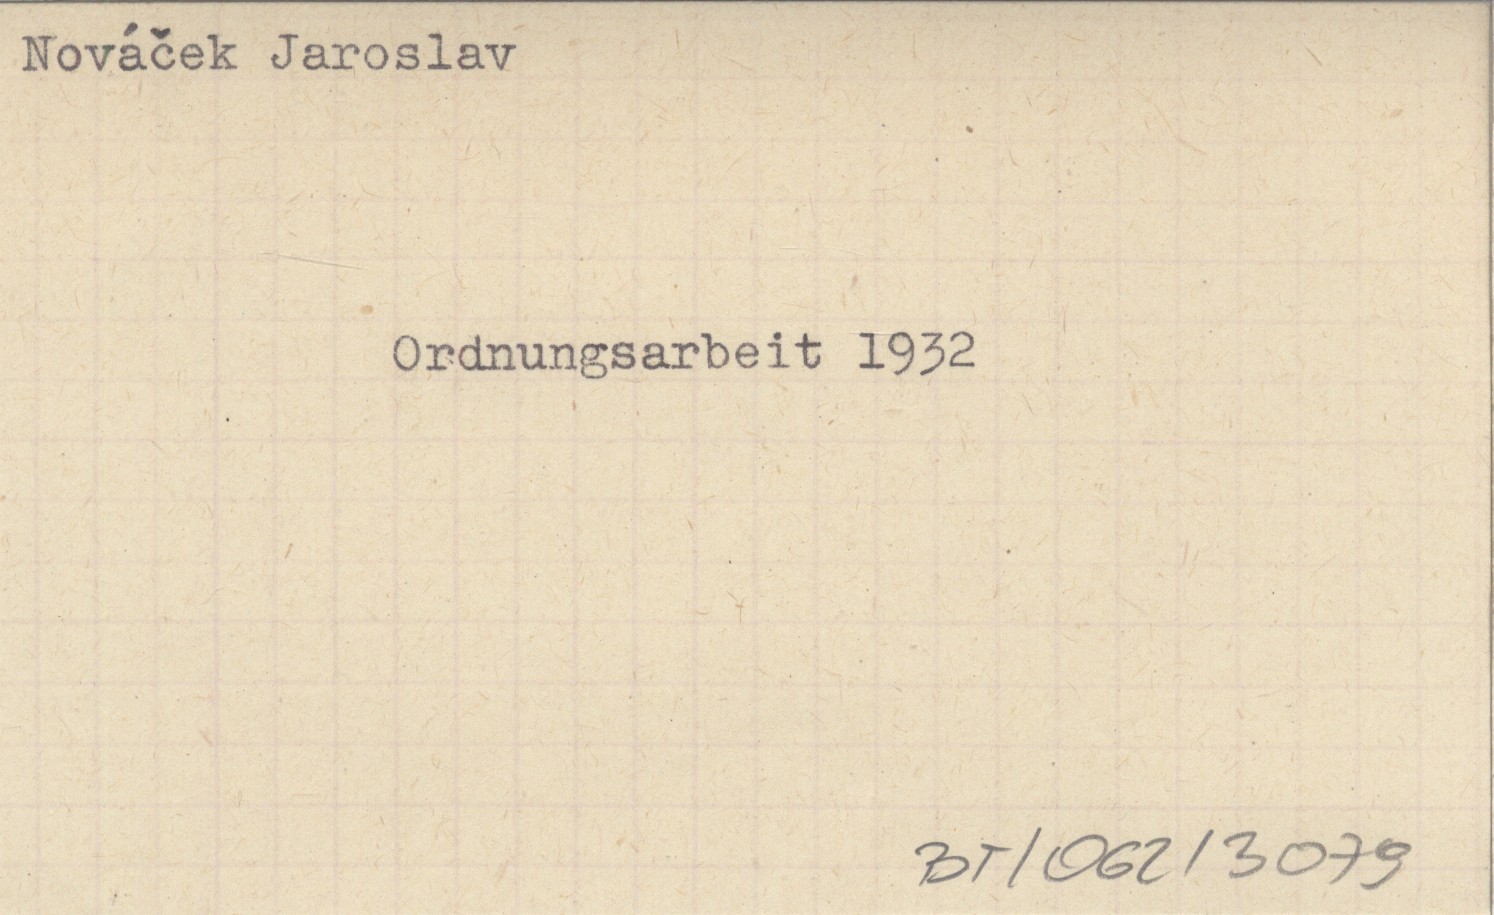 Nováček Jaroslav
Ordnungsarbeit 1932
BT/062/3079